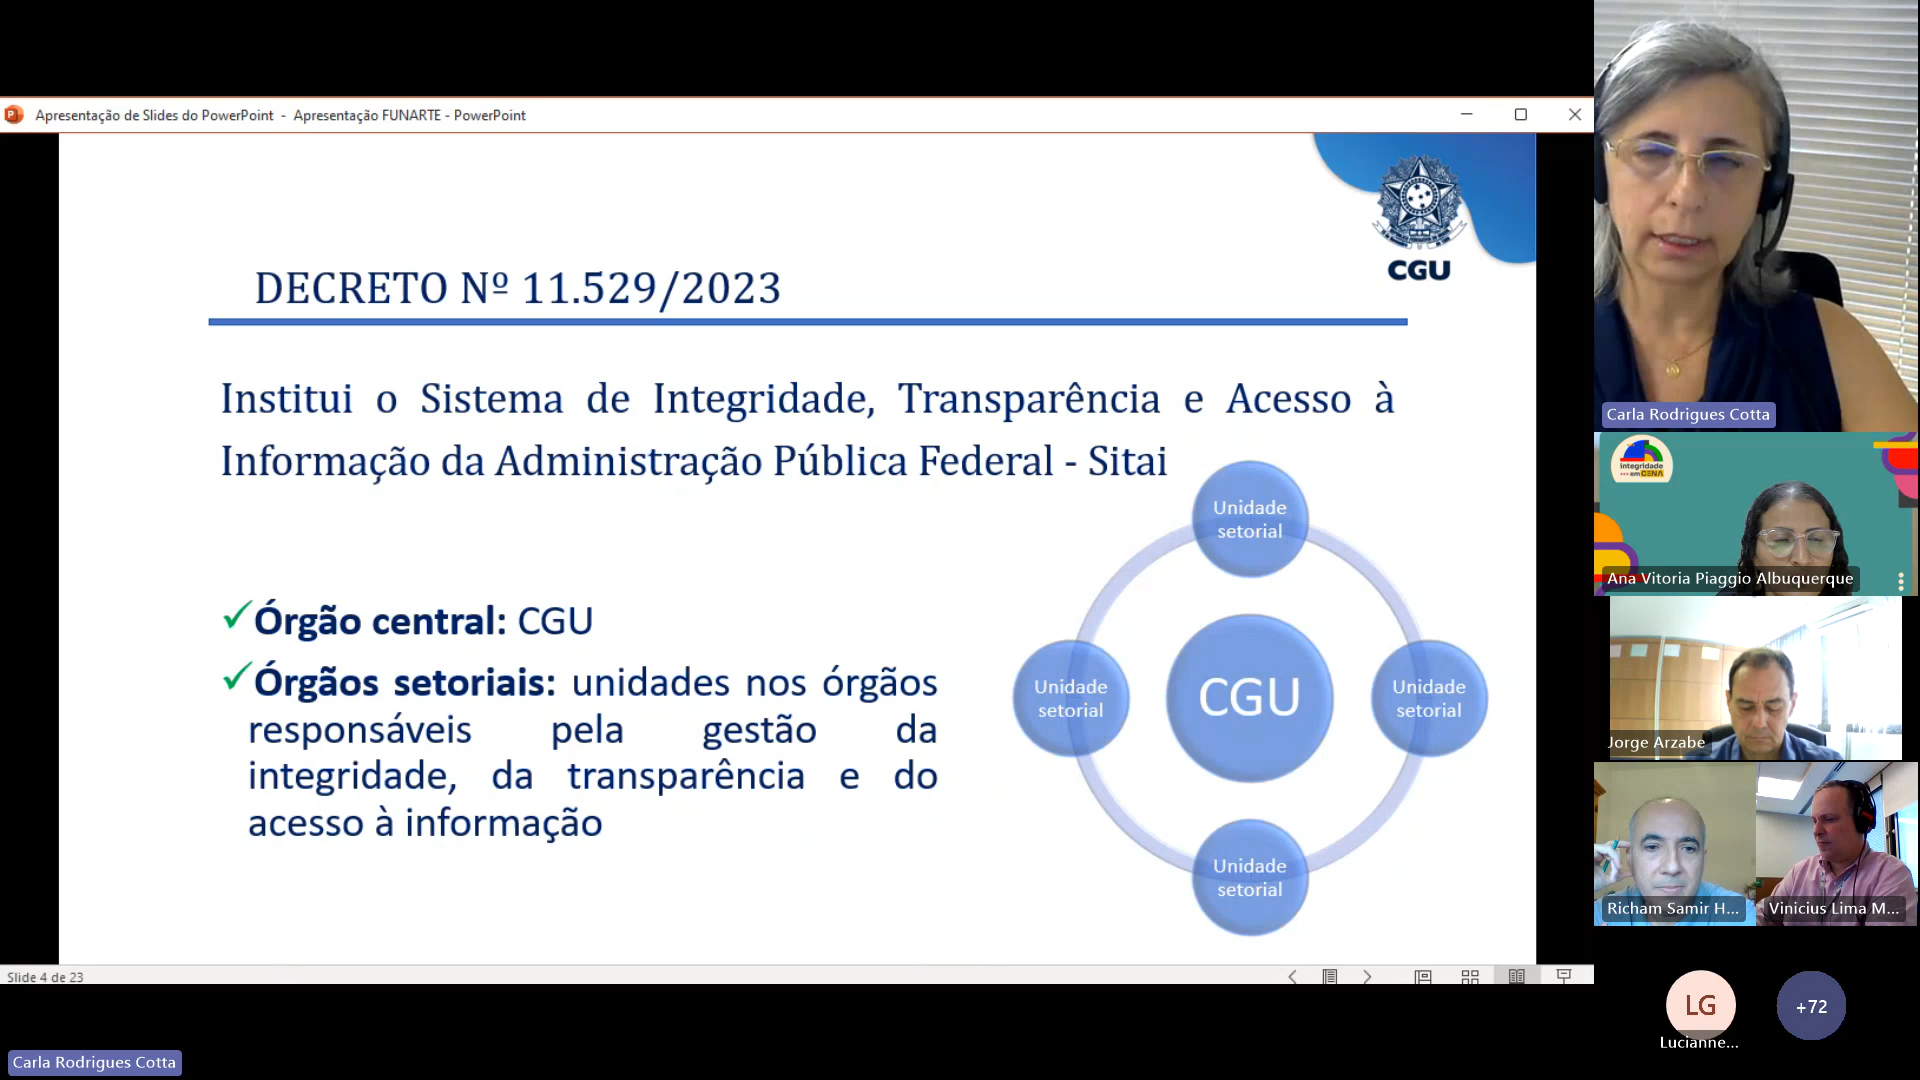 Apresentação de Slides do PowerPoint - Apresentação FUNARTE - PowerPoint
CGU
DECRETO Nº 11.529/2023
Institui o Sistema de Integridade, Transparência e Acesso à
Informação da Administração Pública Federal - Sitai
Órgão central: CGU
Órgãos setoriais: unidades nos órgãos
responsáveis pela gestão da
integridade, da transparência e do
acesso à informação
Unidade
setorial
Unidade
setorial
CGU
Unidade
setorial
Unidade
setorial
Slide 4 de 23
Carla Rodrigues Cotta
Carla Rodrigues Cotta
integridade
em CENA
Ana Vitoria Piaggio Albuquerque
Jorge Arzabe
Richam Samir H...
Vinicius Lima M...
LG
Lucianne...
+72